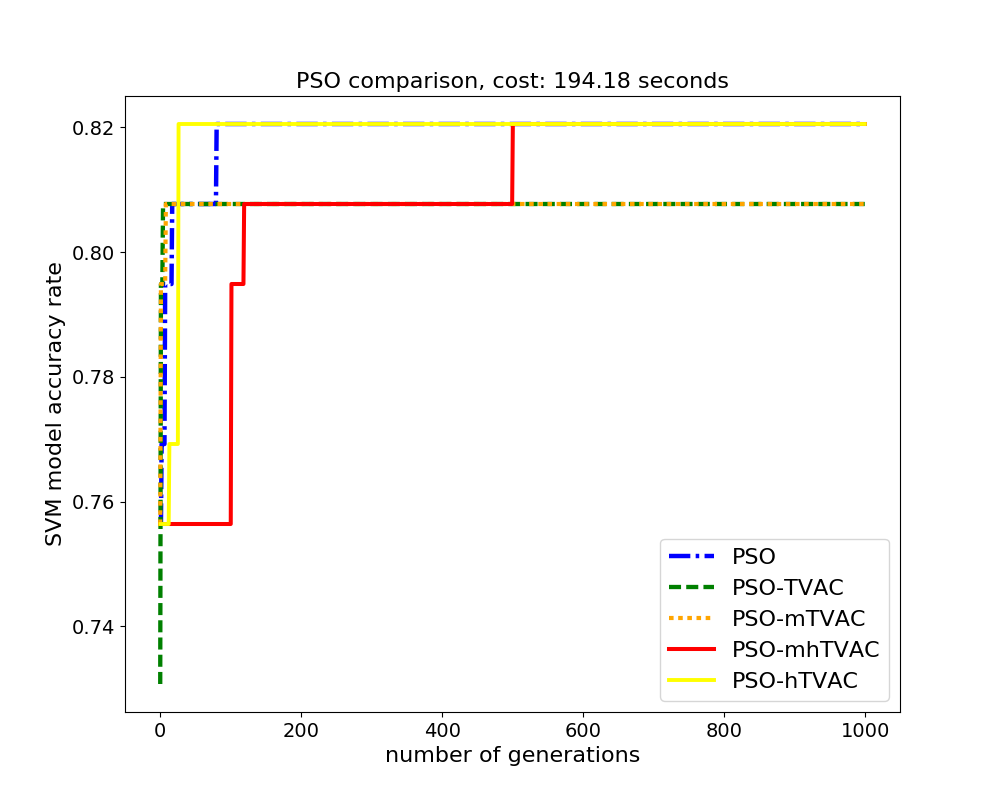 PSO comparison, cost: 194.18 seconds
SVM model accuracy rate
0.82
0.80
0.78
0.76
0.74
0
200
400
600
800
1000
number of generations
PSO
PSO-TVAC
PSO-mTVAC
PSO-mhTVAC
PSO-hTVAC